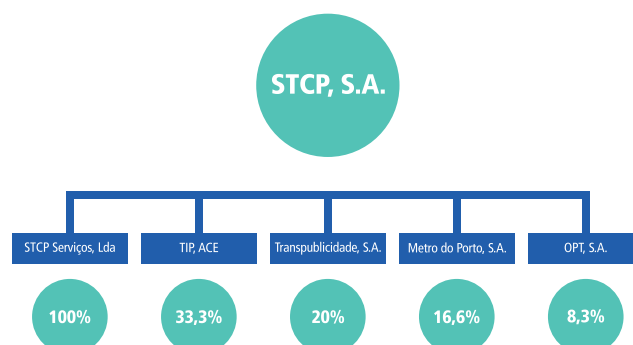 STCP, S.A.
STCP Serviços, Lda
TIP, ACE
Transpublicidade, S.A.
Metro do Porto, S.A.
OPT, S.A.
100%
33,3%
20%
16,6%
8,3%